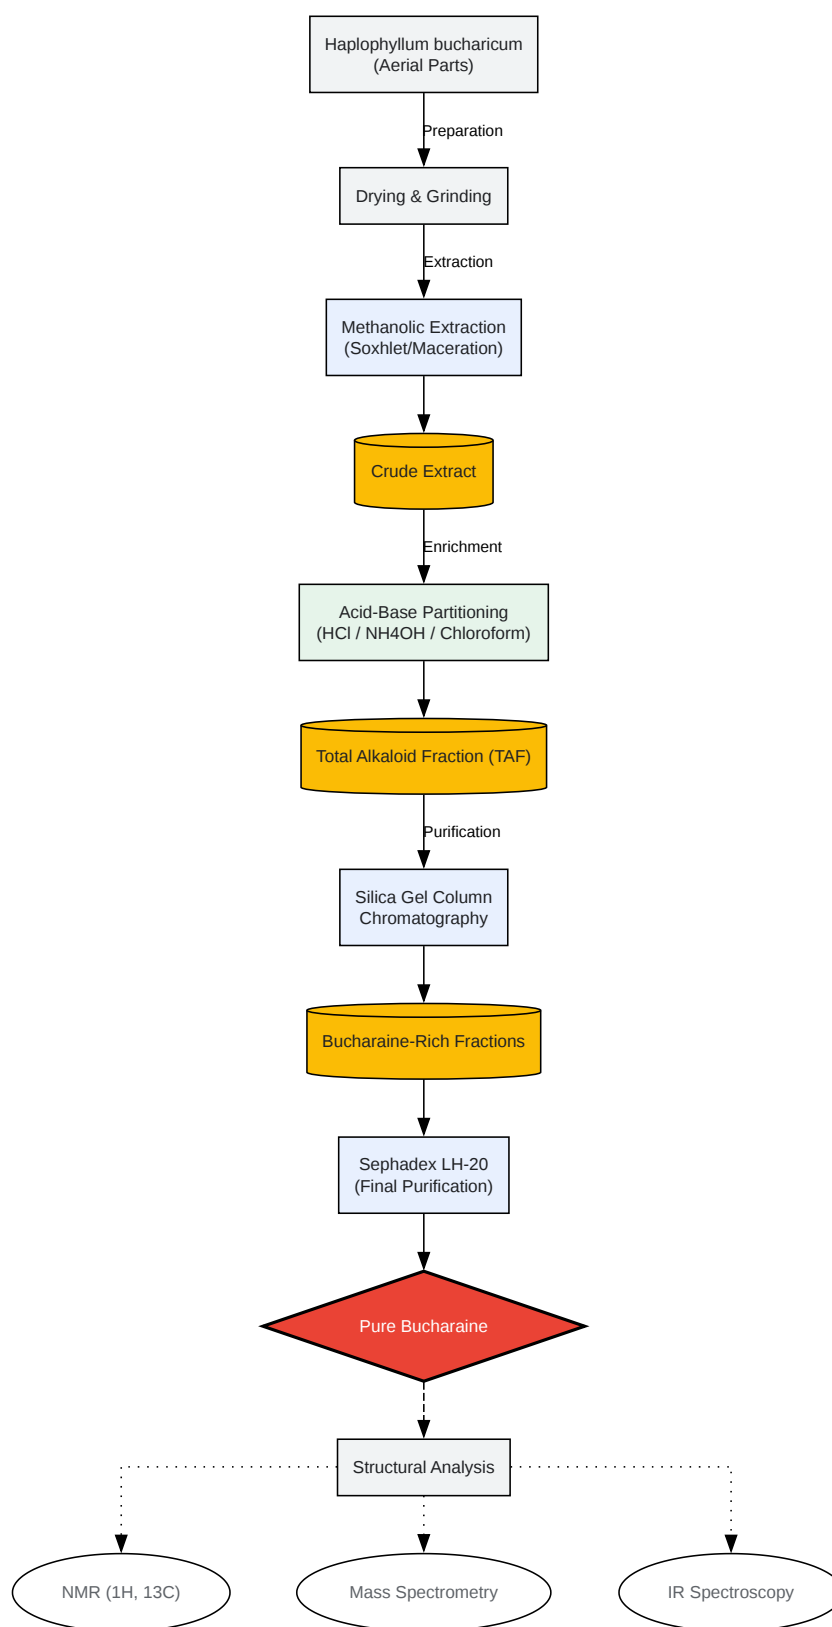 Haplophyllum bucharicum
(Aerial Parts)
Preparation
Drying & Grinding
Extraction
Methanolic Extraction
(Soxhlet/Maceration)
Crude Extract
Enrichment
Acid-Base Partitioning
(HCl / NH4OH / Chloroform)
Total Alkaloid Fraction (TAF)
Purification
Silica Gel Column
Chromatography
Bucharaine-Rich Fractions
Sephadex LH-20
(Final Purification)
Pure Bucharaine
Structural Analysis
NMR (1H, 13C)
Mass Spectrometry
IR Spectroscopy